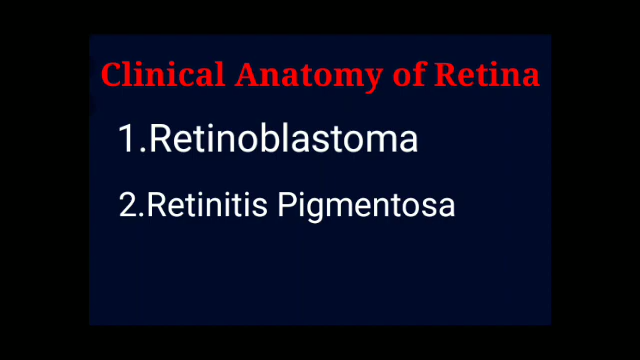 Clinical Anatomy of Retina
1.Retinoblastoma
2.Retinitis Pigmentosa